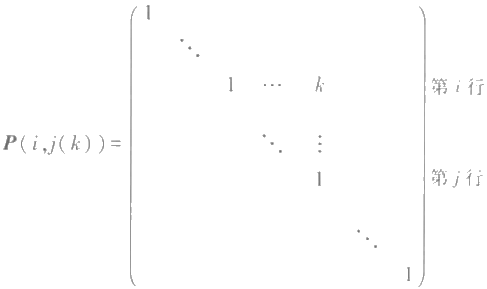 1
⋱
1 ⋯ k 第 i 行
P(i,j(k))= ⋱ ⋮
1 第 j 行
⋱
1